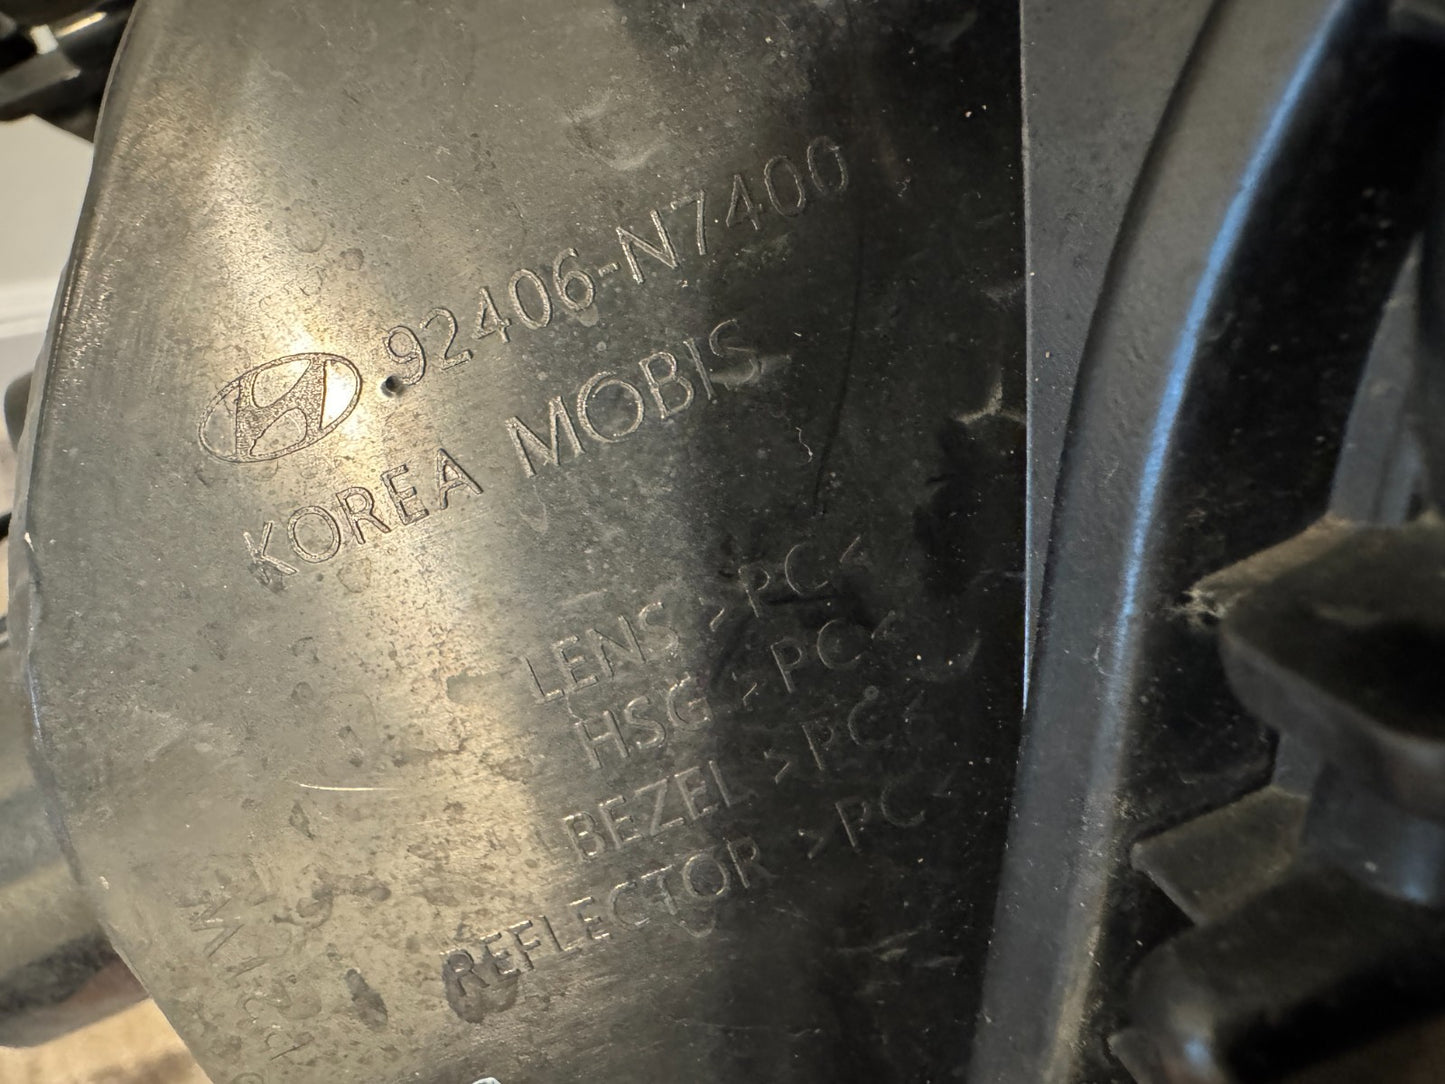 92406-N7400
KOREA MOBIS
LENS >PC<
HSG >PC<
BEZEL >PC<
REFLECTOR >PC<